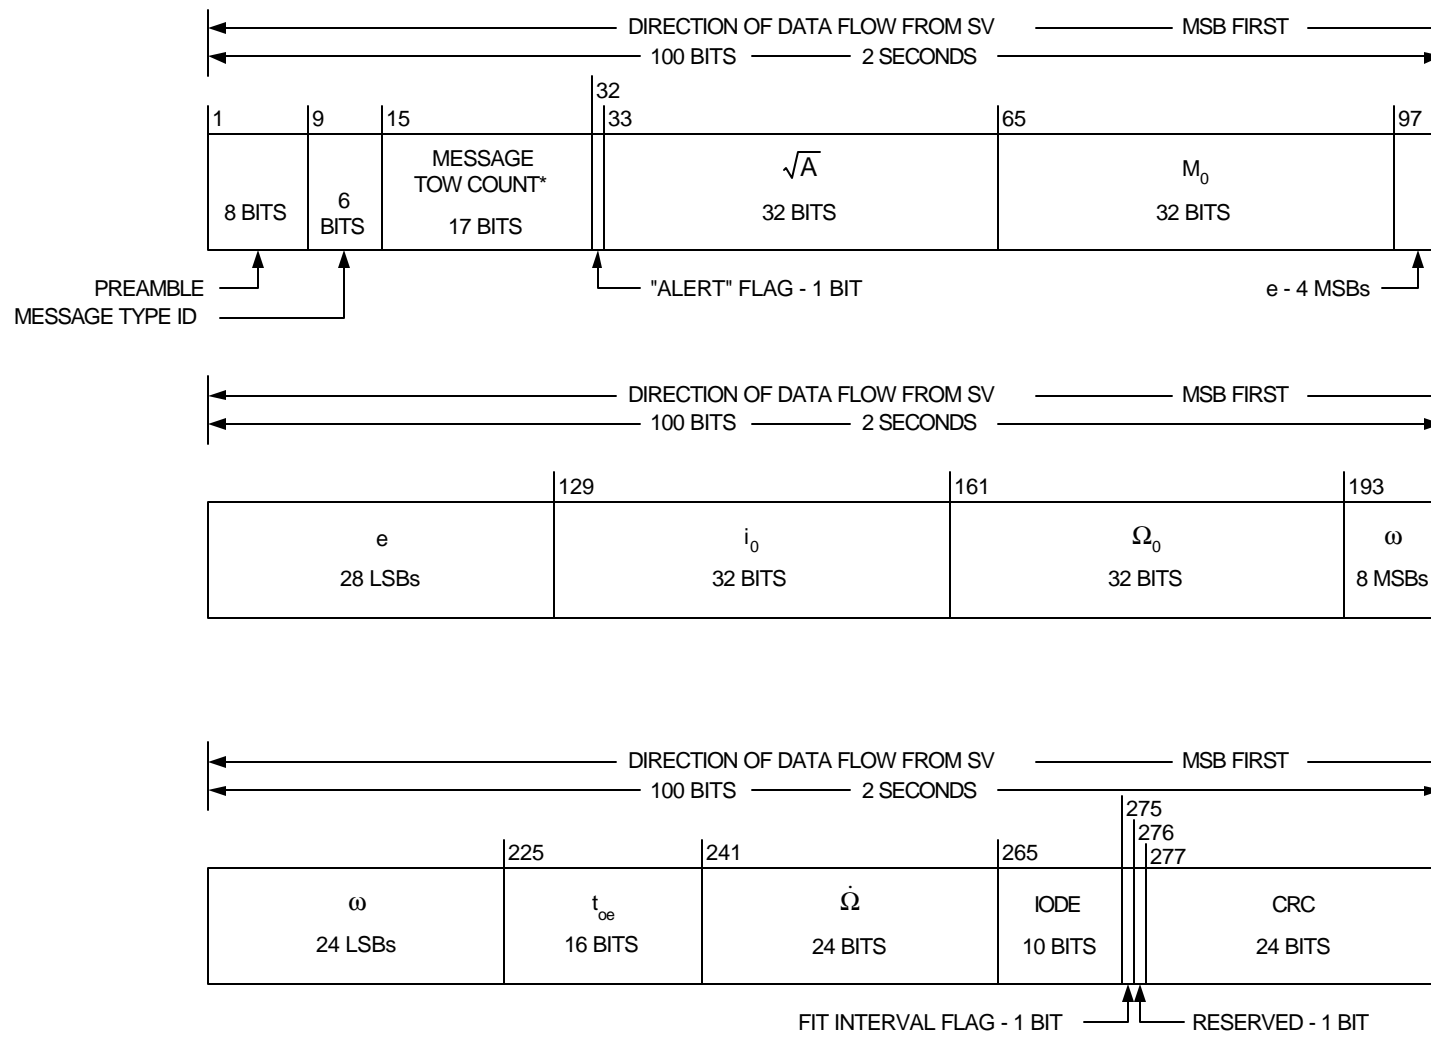 DIRECTION OF DATA FLOW FROM SV MSB FIRST
100 BITS 2 SECONDS
32
1 9 15 33 65 97
MESSAGE
TOW COUNT*
17 BITS
8 BITS
6
BITS
√A
32 BITS
M0
32 BITS
PREAMBLE
MESSAGE TYPE ID
"ALERT" FLAG - 1 BIT
e - 4 MSBs
DIRECTION OF DATA FLOW FROM SV MSB FIRST
100 BITS 2 SECONDS
129 161 193
e
28 LSBs
i0
32 BITS
Ω0
32 BITS
ω
8 MSBs
DIRECTION OF DATA FLOW FROM SV MSB FIRST
100 BITS 2 SECONDS
275
276
225 241 265 277
ω
24 LSBs
toe
16 BITS
Ω̇
24 BITS
IODE
10 BITS
CRC
24 BITS
FIT INTERVAL FLAG - 1 BIT
RESERVED - 1 BIT